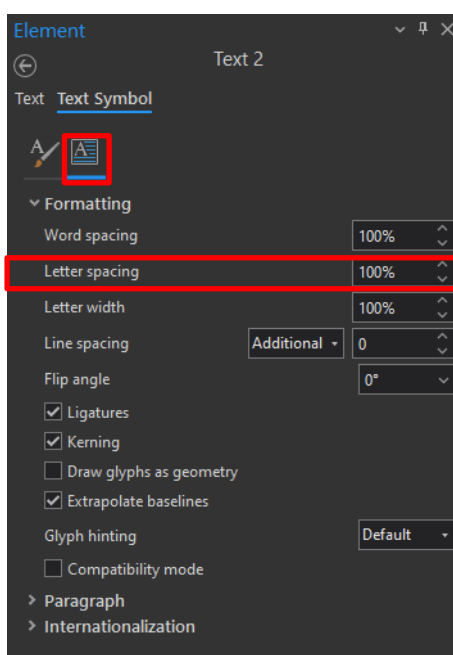 Element
Text 2
Text Text Symbol
A A
Formatting
Word spacing 100%
Letter spacing 100%
Letter width 100%
Line spacing Additional 0
Flip angle 0°
Ligatures
Kerning
Draw glyphs as geometry
Extrapolate baselines
Glyph hinting Default
Compatibility mode
Paragraph
Internationalization